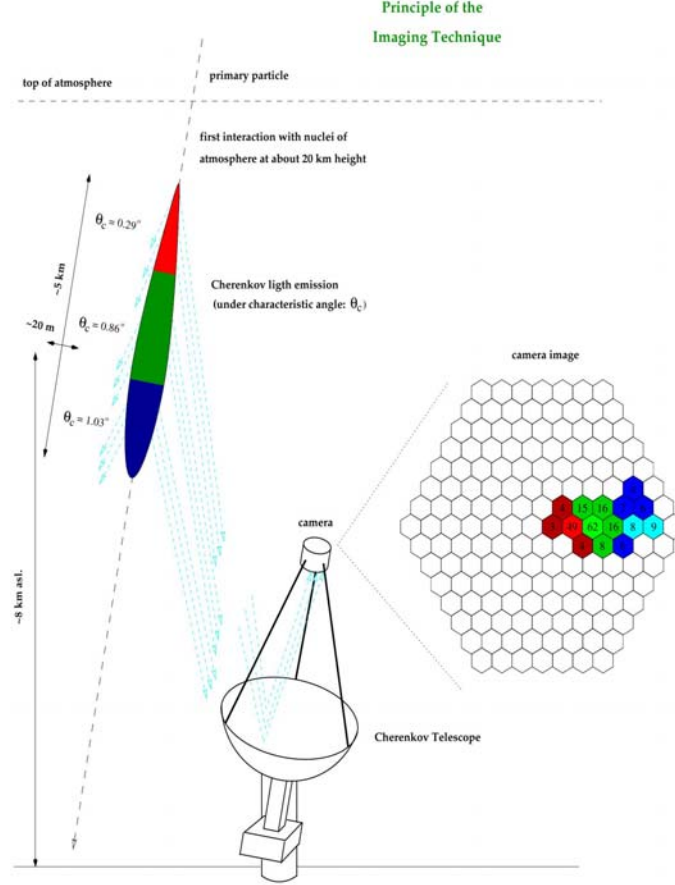 Principle of the
Imaging Technique
top of atmosphere
primary particle
first interaction with nuclei of
atmosphere at about 20 km height
θc = 0.29°
~5 km
Cherenkov ligth emission
(under characteristic angle: θc)
~20 m
θc = 0.86°
camera image
θc = 1.03°
4 15 16
3 49 62 16 8 9
4 8
camera
~8 km asl.
Cherenkov Telescope